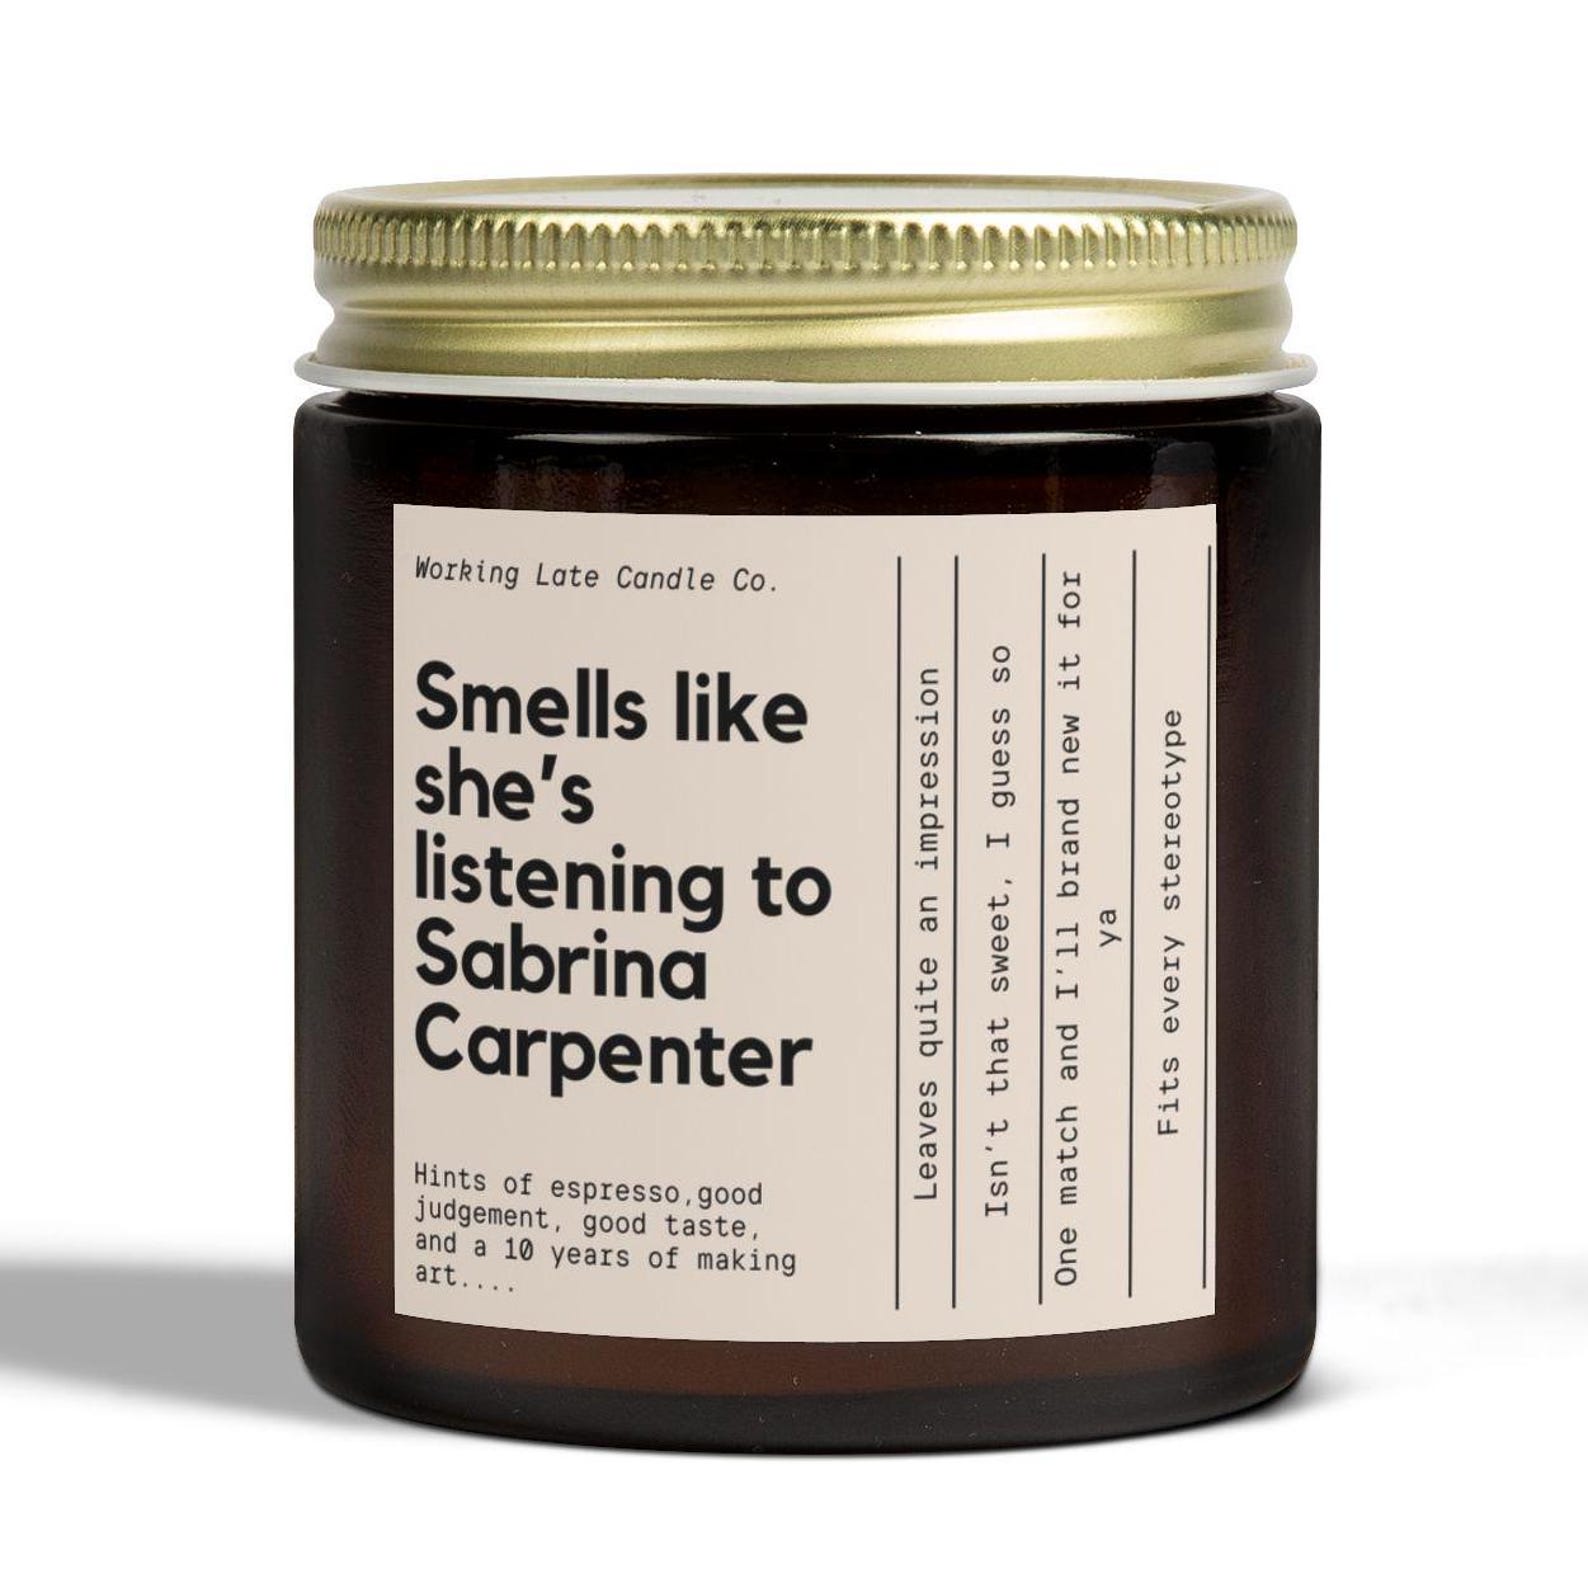 Working Late Candle Co.
Smells like
she's
listening to
Sabrina
Carpenter
Hints of espresso,good
judgement, good taste,
and a 10 years of making
art....
Leaves quite an impression
Isn't that sweet, I guess so
One match and I'll brand new it for
ya
Fits every stereotype